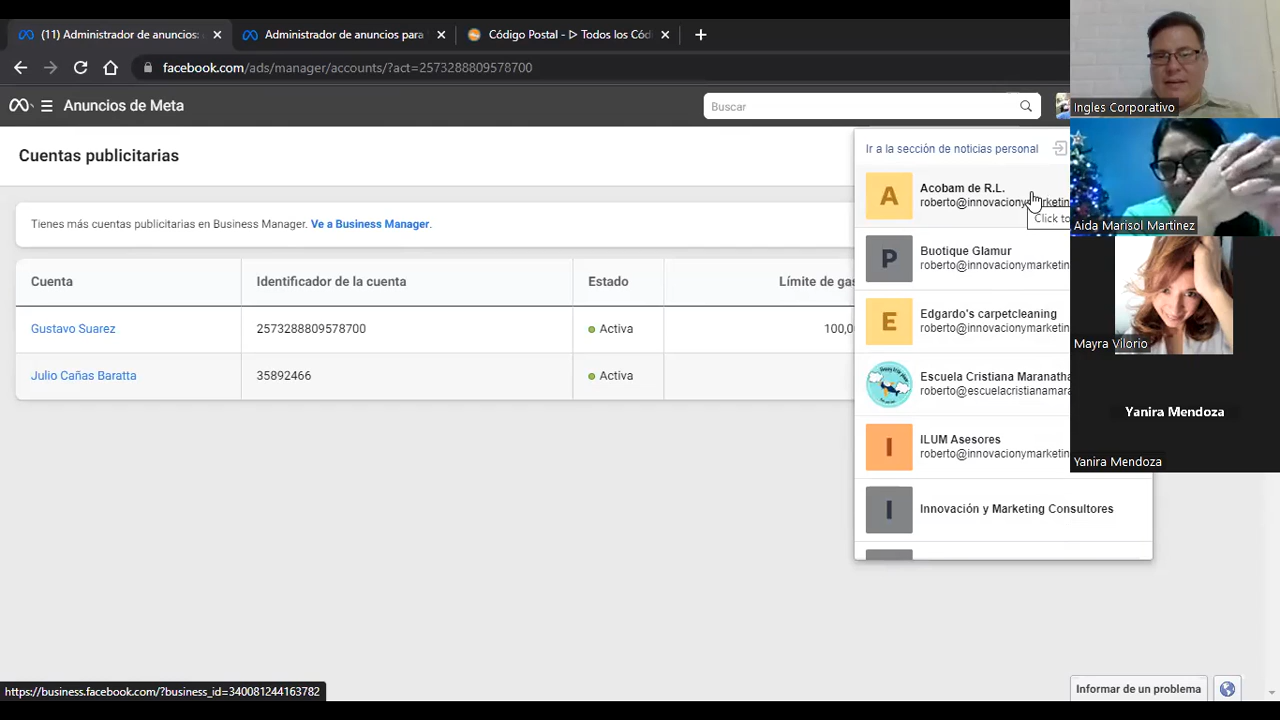 (11) Administrador de anuncios:
Administrador de anuncios para
Código Postal - ▷ Todos los Cód
facebook.com/ads/manager/accounts/?act=2573288809578700
Anuncios de Meta
Buscar
Ingles Corporativo
Cuentas publicitarias
Ir a la sección de noticias personal
Tienes más cuentas publicitarias en Business Manager. Ve a Business Manager.
Cuenta
Identificador de la cuenta
Estado
Límite de gas
Gustavo Suarez
2573288809578700
Activa
100,0
Julio Cañas Baratta
35892466
Activa
A
Acobam de R.L.
roberto@innovacionymarketin
Click to
P
Buotique Glamur
roberto@innovacionymarketin
E
Edgardo's carpetcleaning
roberto@innovacionymarketin
Escuela Cristiana Maranatha
roberto@escuelacristianamara
I
ILUM Asesores
roberto@innovacionymarketin
I
Innovación y Marketing Consultores
Aida Marisol Martinez
Mayra Vilorio
Yanira Mendoza
Yanira Mendoza
https://business.facebook.com/?business_id=340081244163782
Informar de un problema